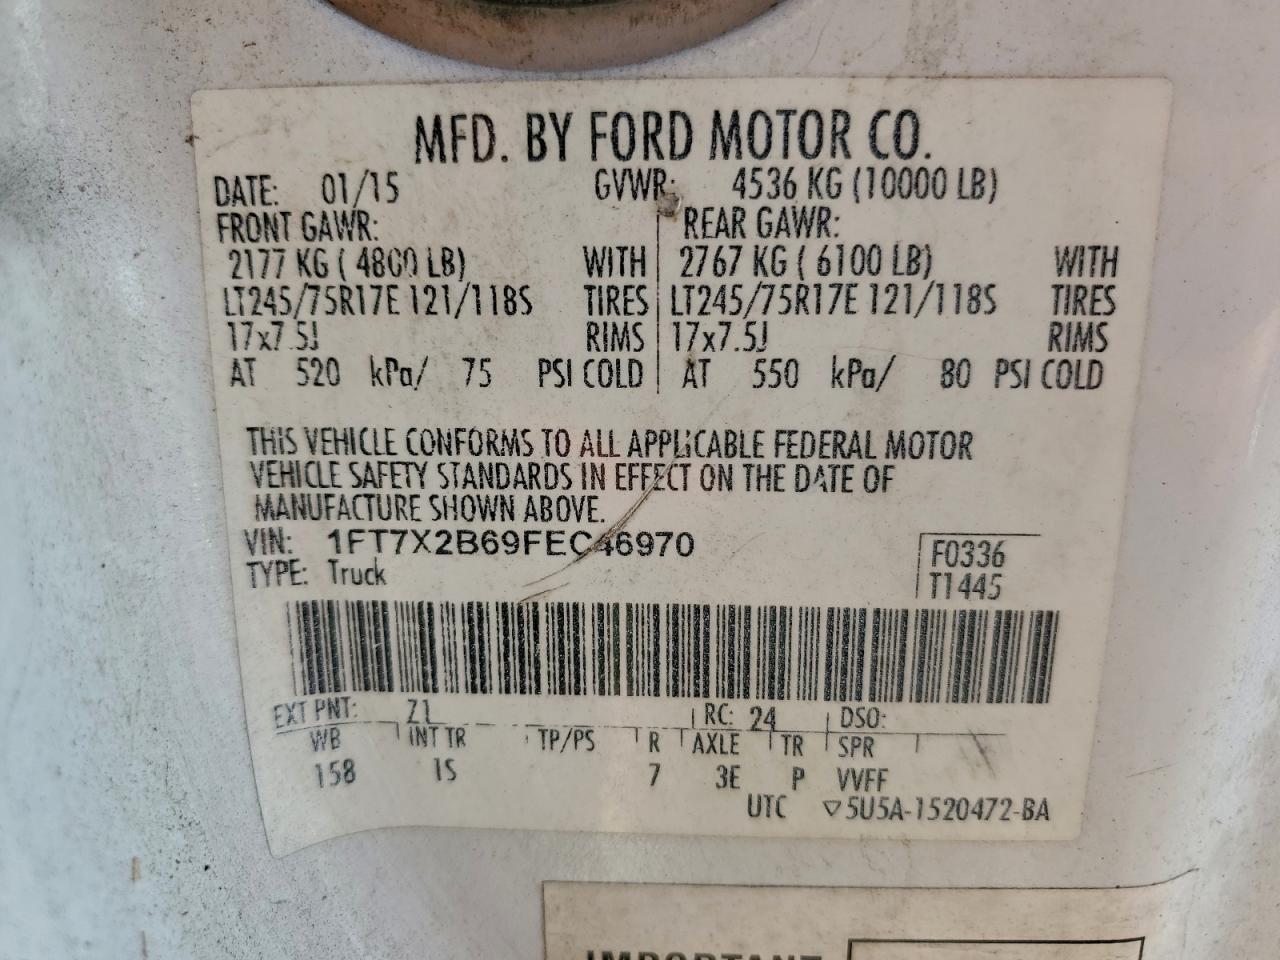 MFD. BY FORD MOTOR CO.
DATE: 01/15 GVWR: 4536 KG (10000 LB)
FRONT GAWR: REAR GAWR:
2177 KG ( 4800 LB) WITH 2767 KG ( 6100 LB) WITH
LT245/75R17E 121/118S TIRES LT245/75R17E 121/118S TIRES
17x7.5J RIMS 17x7.5J RIMS
AT 520 kPa/ 75 PSI COLD AT 550 kPa/ 80 PSI COLD
THIS VEHICLE CONFORMS TO ALL APPLICABLE FEDERAL MOTOR
VEHICLE SAFETY STANDARDS IN EFFECT ON THE DATE OF
MANUFACTURE SHOWN ABOVE.
VIN: 1FT7X2B69FEC46970
F0336
TYPE: Truck
T1445
EXT PNT: Z1 RC: 24 DSO:
WB INT TR TP/PS R AXLE TR SPR
158 IS 7 3E P VVFF
UTC ▽5U5A-1520472-BA
IMPORTANT